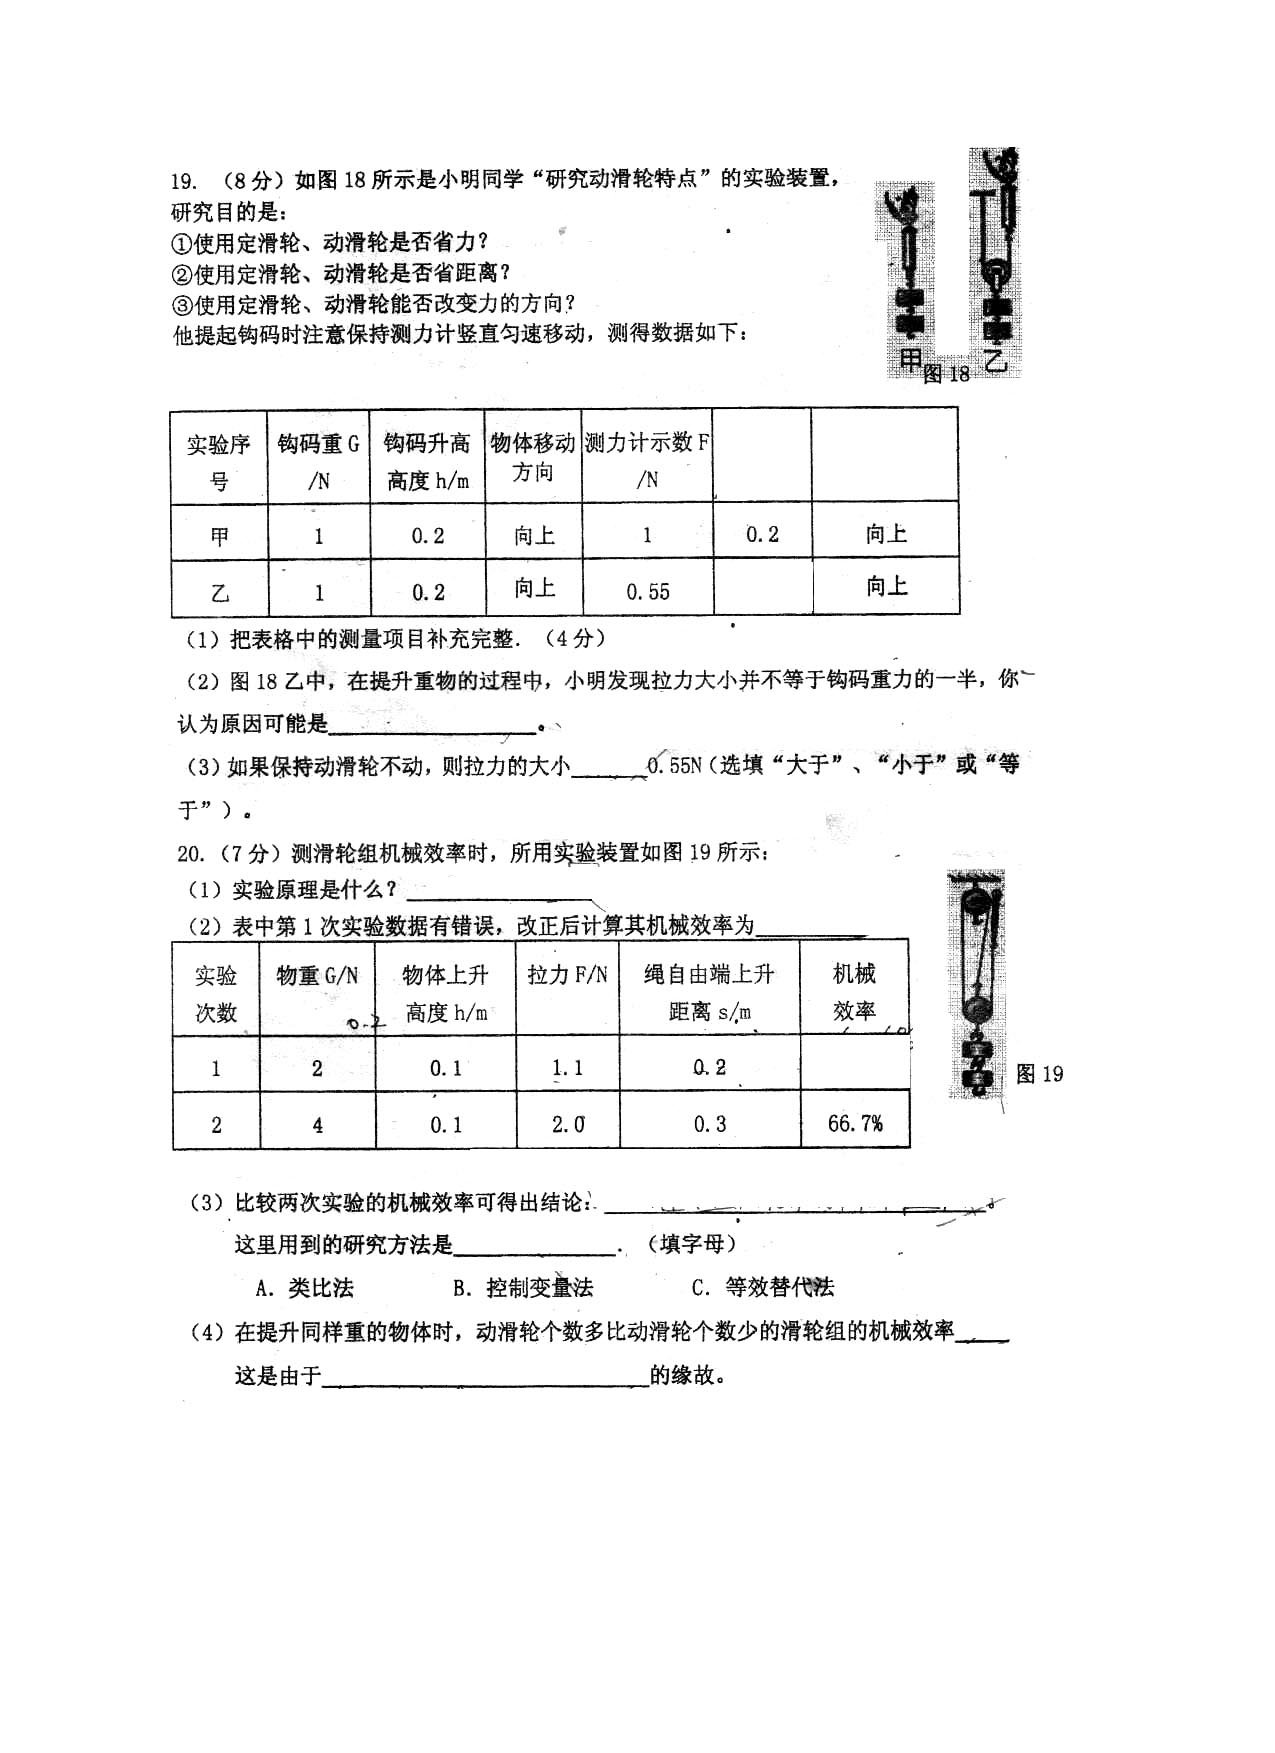 19. （8分）如图18所示是小明同学“研究动滑轮特点”的实验装置，
研究目的是：
①使用定滑轮、动滑轮是否省力？
②使用定滑轮、动滑轮是否省距离？
③使用定滑轮、动滑轮能否改变力的方向？
他提起钩码时注意保持测力计竖直匀速移动，测得数据如下：
甲 图18 乙
实验序号 钩码重G/N 钩码升高高度h/m 物体移动方向 测力计示数F/N
甲 1 0.2 向上 1 0.2 向上
乙 1 0.2 向上 0.55 向上
（1）把表格中的测量项目补充完整．（4分）
（2）图18乙中，在提升重物的过程中，小明发现拉力大小并不等于钩码重力的一半，你
认为原因可能是______。
（3）如果保持动滑轮不动，则拉力的大小______0.55N（选填“大于”、“小于”或“等
于”）。
20.（7分）测滑轮组机械效率时，所用实验装置如图19所示：
（1）实验原理是什么？______
（2）表中第1次实验数据有错误，改正后计算其机械效率为______
实验次数 物重G/N 物体上升高度h/m 拉力F/N 绳自由端上升距离s/m 机械效率
0.2
1 2 0.1 1.1 0.2
2 4 0.1 2.0 0.3 66.7%
图19
（3）比较两次实验的机械效率可得出结论：______。
这里用到的研究方法是______．（填字母）
A．类比法 B．控制变量法 C．等效替代法
（4）在提升同样重的物体时，动滑轮个数多比动滑轮个数少的滑轮组的机械效率____
这是由于______的缘故。